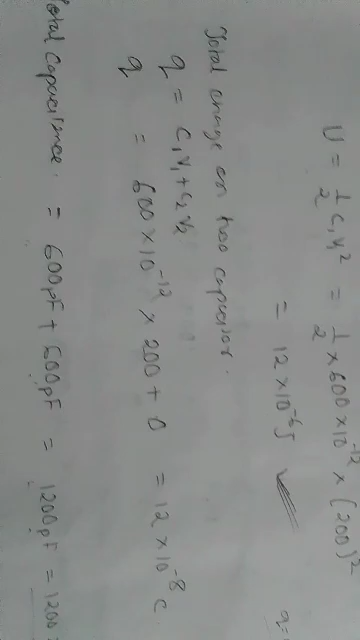 U = 1/2 C₁V₁² = 1/2 × 600 × 10⁻¹² × (200)²
= 12 × 10⁻⁶ J
q =
Total charge on two capacitor.
q = C₁V₁ + C₂V₂
q = 600 × 10⁻¹² × 200 + 0 = 12 × 10⁻⁸ C
Total Capacitance. = 600pF + 600pF = 1200pF = 1200